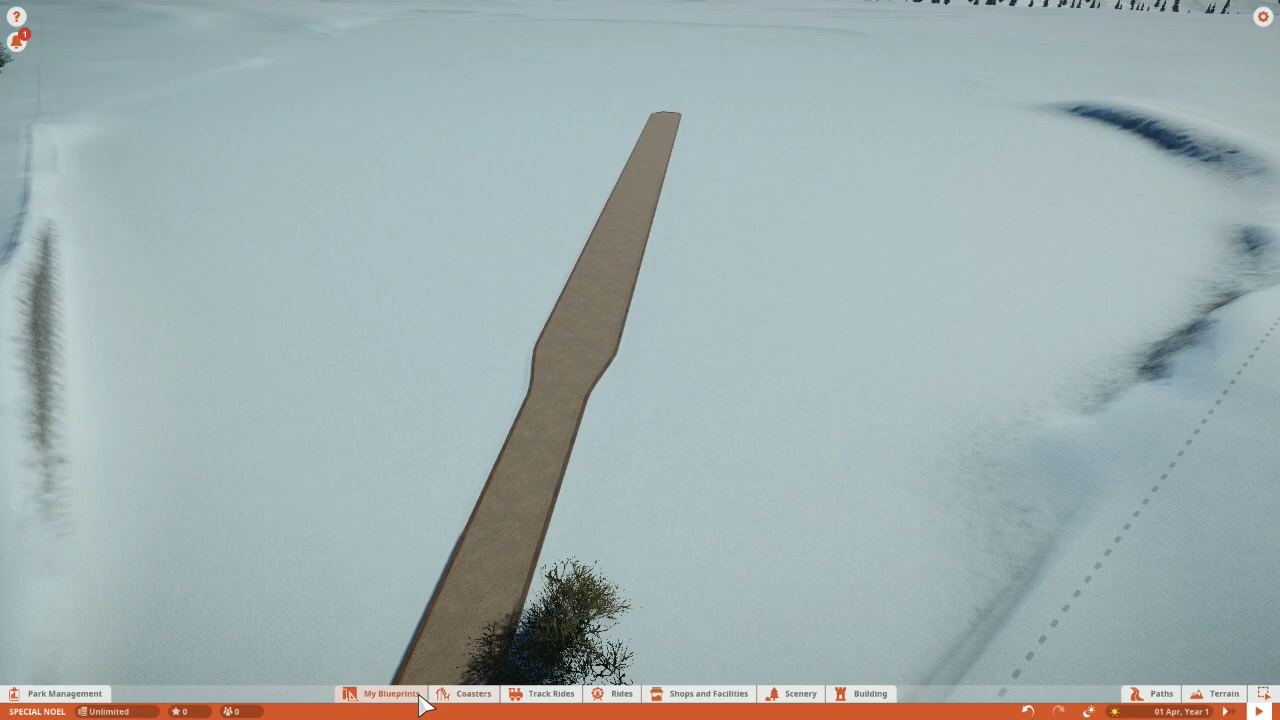 ?
1
Park Management
My Blueprints
Coasters
Track Rides
Rides
Shops and Facilities
Scenery
Building
Paths
Terrain
SPECIAL NOEL
Unlimited
0
0
01 Apr, Year 1